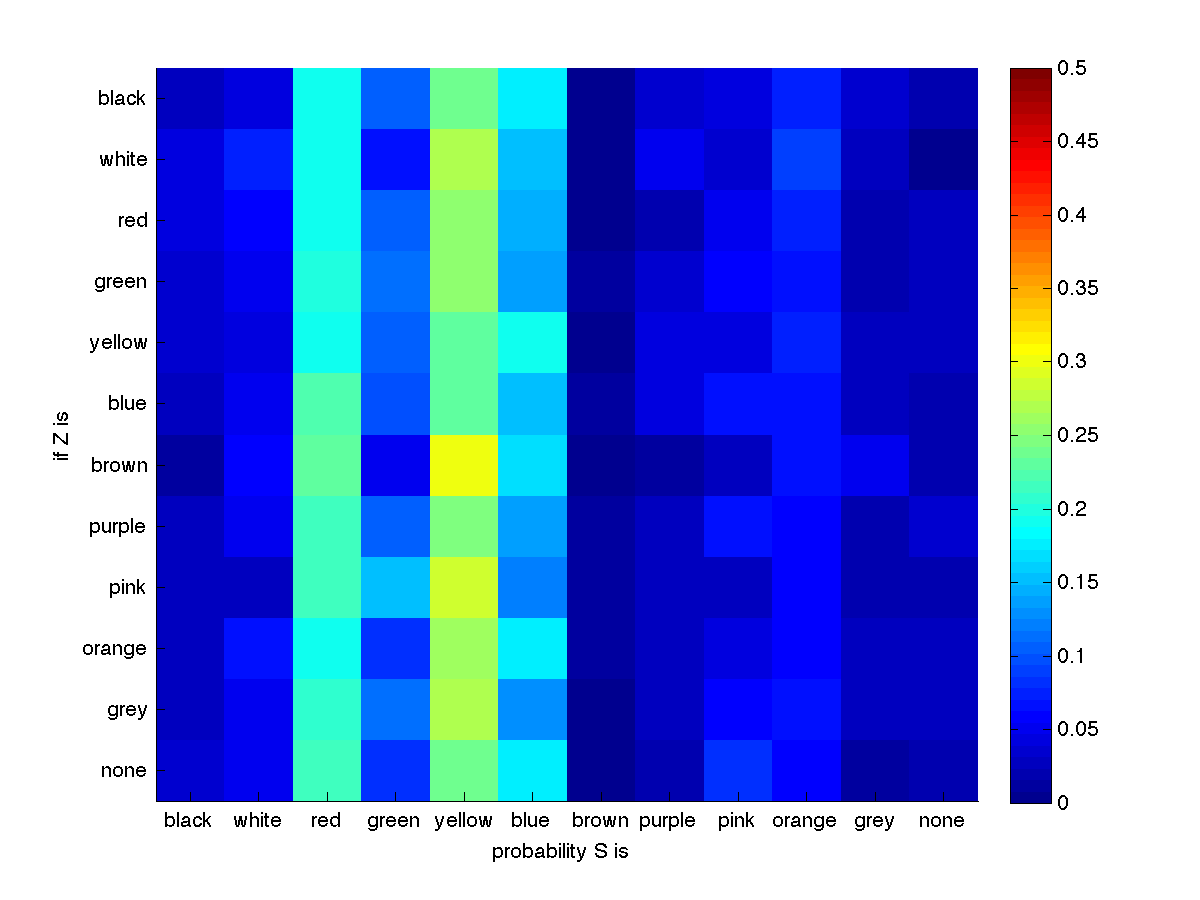 0.5
black
0.45
white
0.4
red
0.35
green
0.3
yellow
0.25
blue
if Z is
0.2
brown
purple
0.15
pink
0.1
orange
0.05
grey
none
0
black white red green yellow blue brown purple pink orange grey none
probability S is